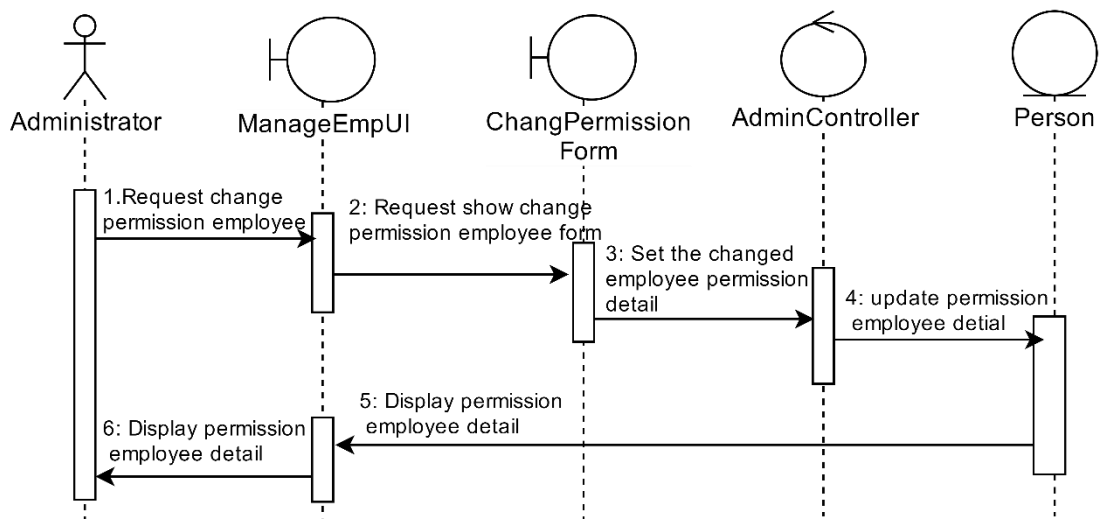 Administrator
ManageEmpUI
ChangPermission
Form
AdminController
Person
1.Request change
permission employee
2: Request show change
permission employee form
3: Set the changed
employee permission
detail
4: update permission
employee detial
5: Display permission
employee detail
6: Display permission
employee detail